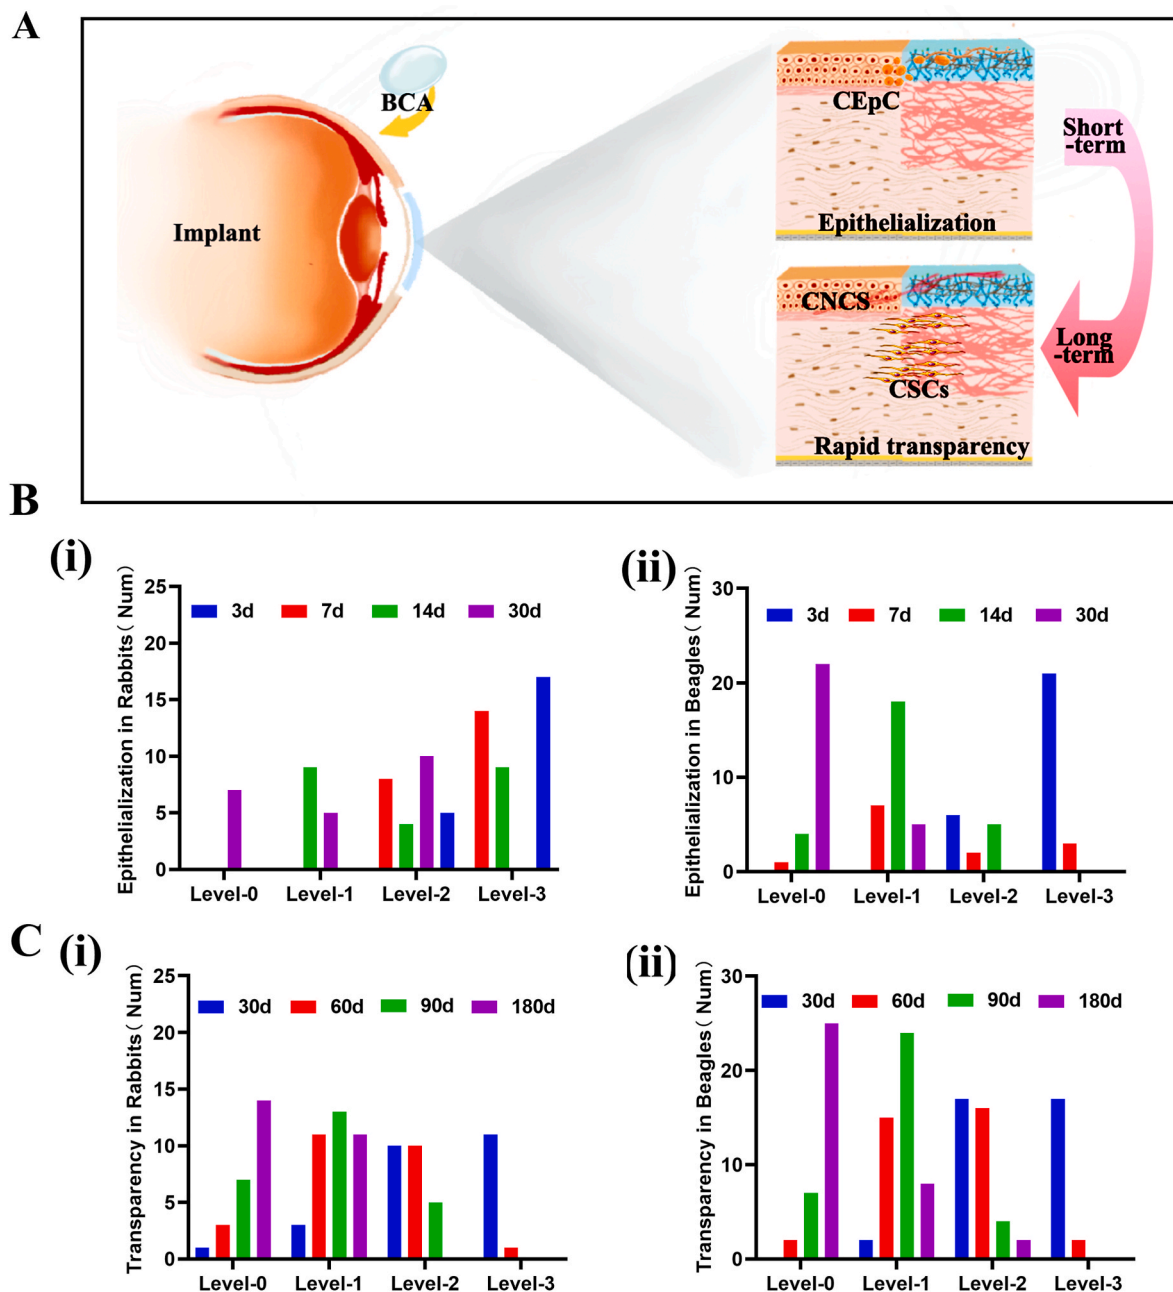 A
BCA
Implant
CEpC
Epithelialization
Short
-term
CNCS
CSCs
Rapid transparency
Long
-term
B
(i)
Epithelialization in Rabbits( Num)
25
20
15
10
5
0
3d 7d 14d 30d
Level-0 Level-1 Level-2 Level-3
(ii)
Epithelialization in Beagles( Num)
30
20
10
0
3d 7d 14d 30d
Level-0 Level-1 Level-2 Level-3
C
(i)
Transparency in Rabbits( Num)
25
20
15
10
5
0
30d 60d 90d 180d
Level-0 Level-1 Level-2 Level-3
(ii)
Transparency in Beagles( Num)
30
20
10
0
30d 60d 90d 180d
Level-0 Level-1 Level-2 Level-3